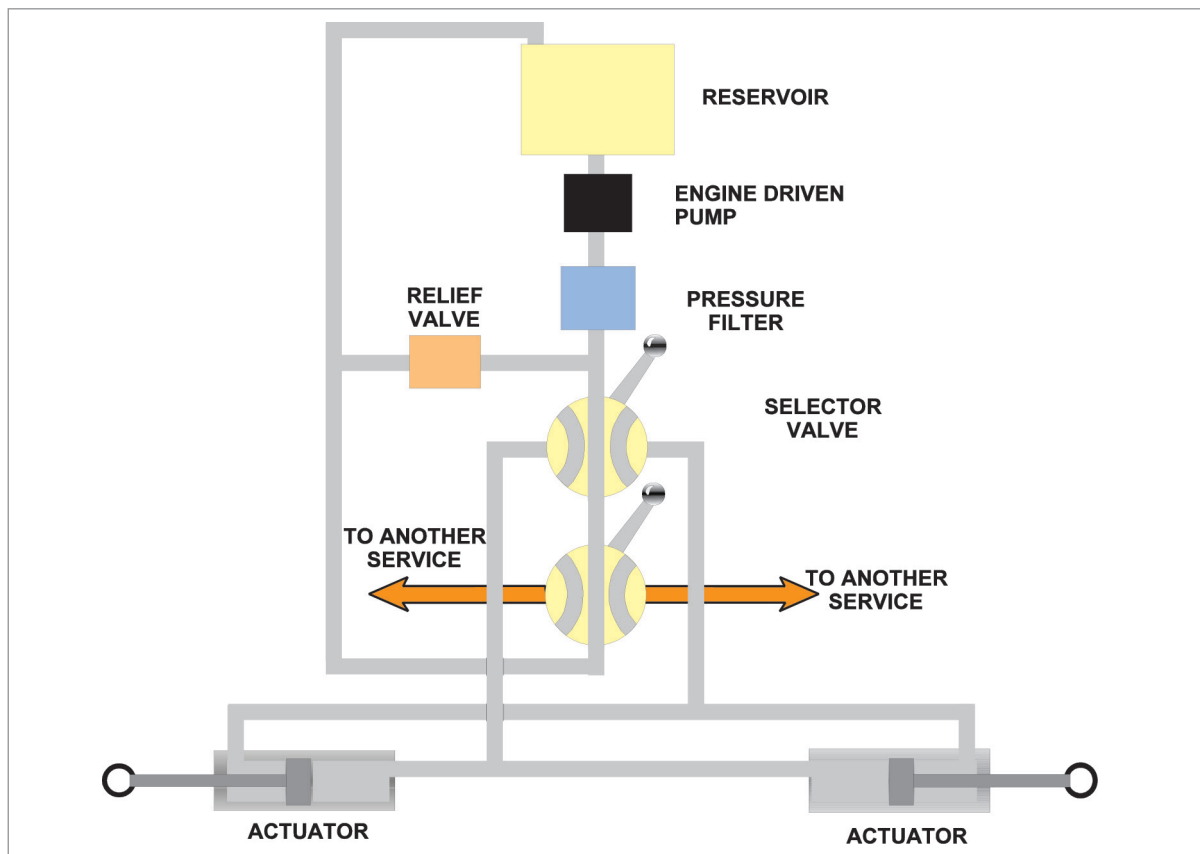 RESERVOIR
ENGINE DRIVEN
PUMP
RELIEF
VALVE
PRESSURE
FILTER
SELECTOR
VALVE
TO ANOTHER
SERVICE
TO ANOTHER
SERVICE
ACTUATOR
ACTUATOR